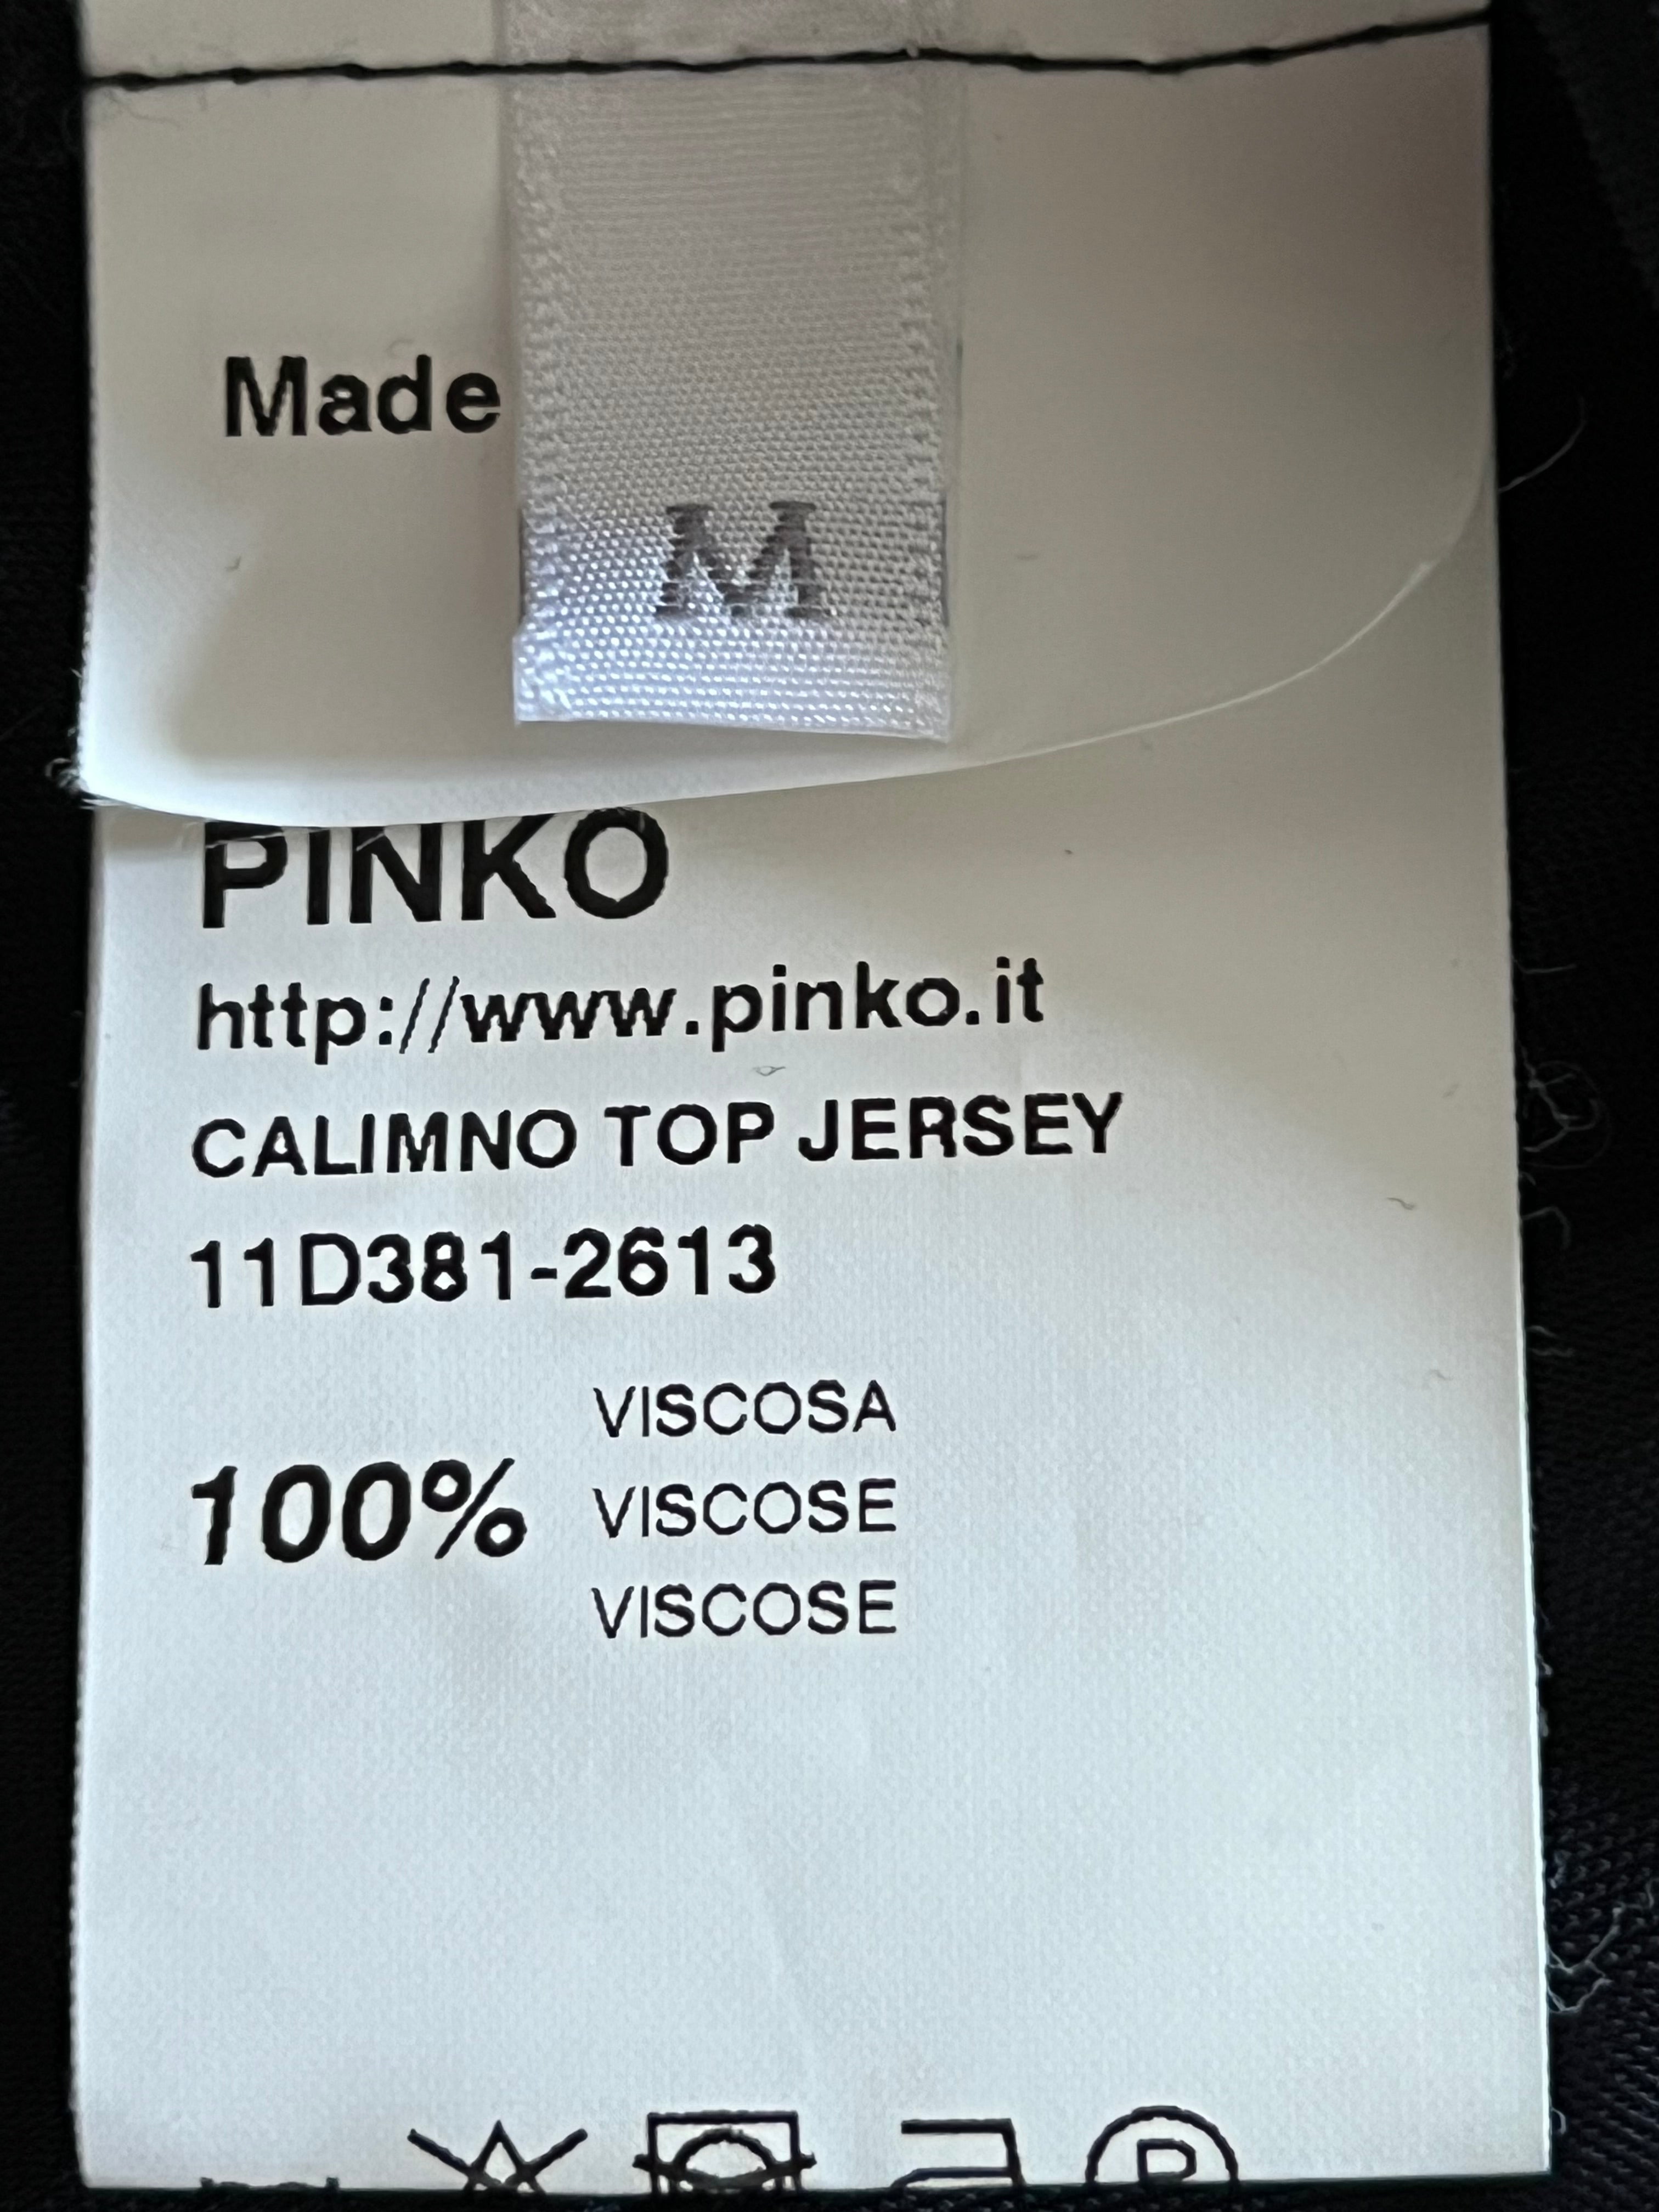 Made
M
PINKO
http://www.pinko.it
CALIMNO TOP JERSEY
11D381-2613
VISCOSA
100% VISCOSE
VISCOSE
P